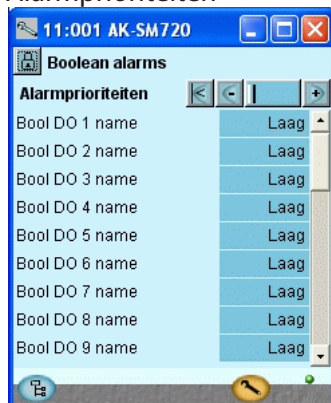 Alarmprioriteiten
11:001 AK-SM720
Boolean alarms
Alarmprioriteiten
Bool DO 1 name Laag
Bool DO 2 name Laag
Bool DO 3 name Laag
Bool DO 4 name Laag
Bool DO 5 name Laag
Bool DO 6 name Laag
Bool DO 7 name Laag
Bool DO 8 name Laag
Bool DO 9 name Laag